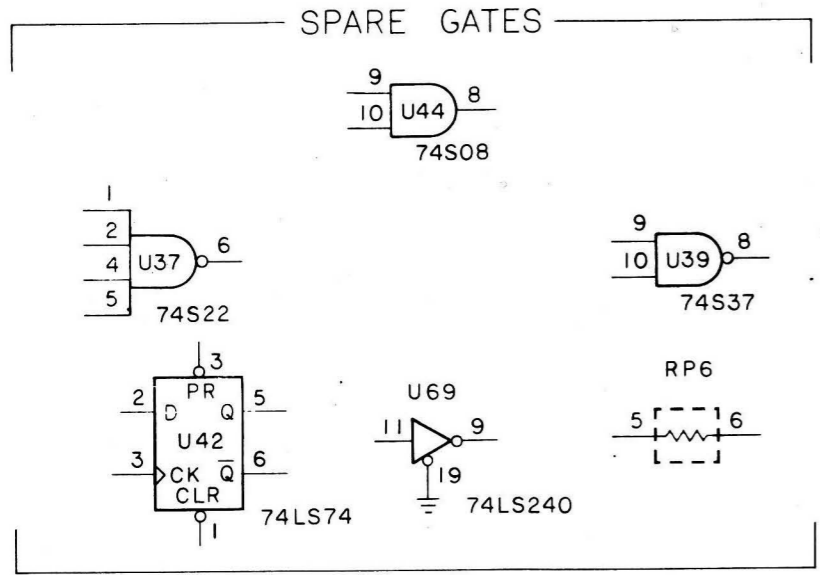 SPARE GATES
9
10 U44 8
74S08
1
2
4 U37 6
5
74S22
9
10 U39 8
74S37
3
PR
2 D Q 5
U42
3 CK Q̅ 6
CLR
1
74LS74
U69
11 9
19
74LS240
RP6
5 6